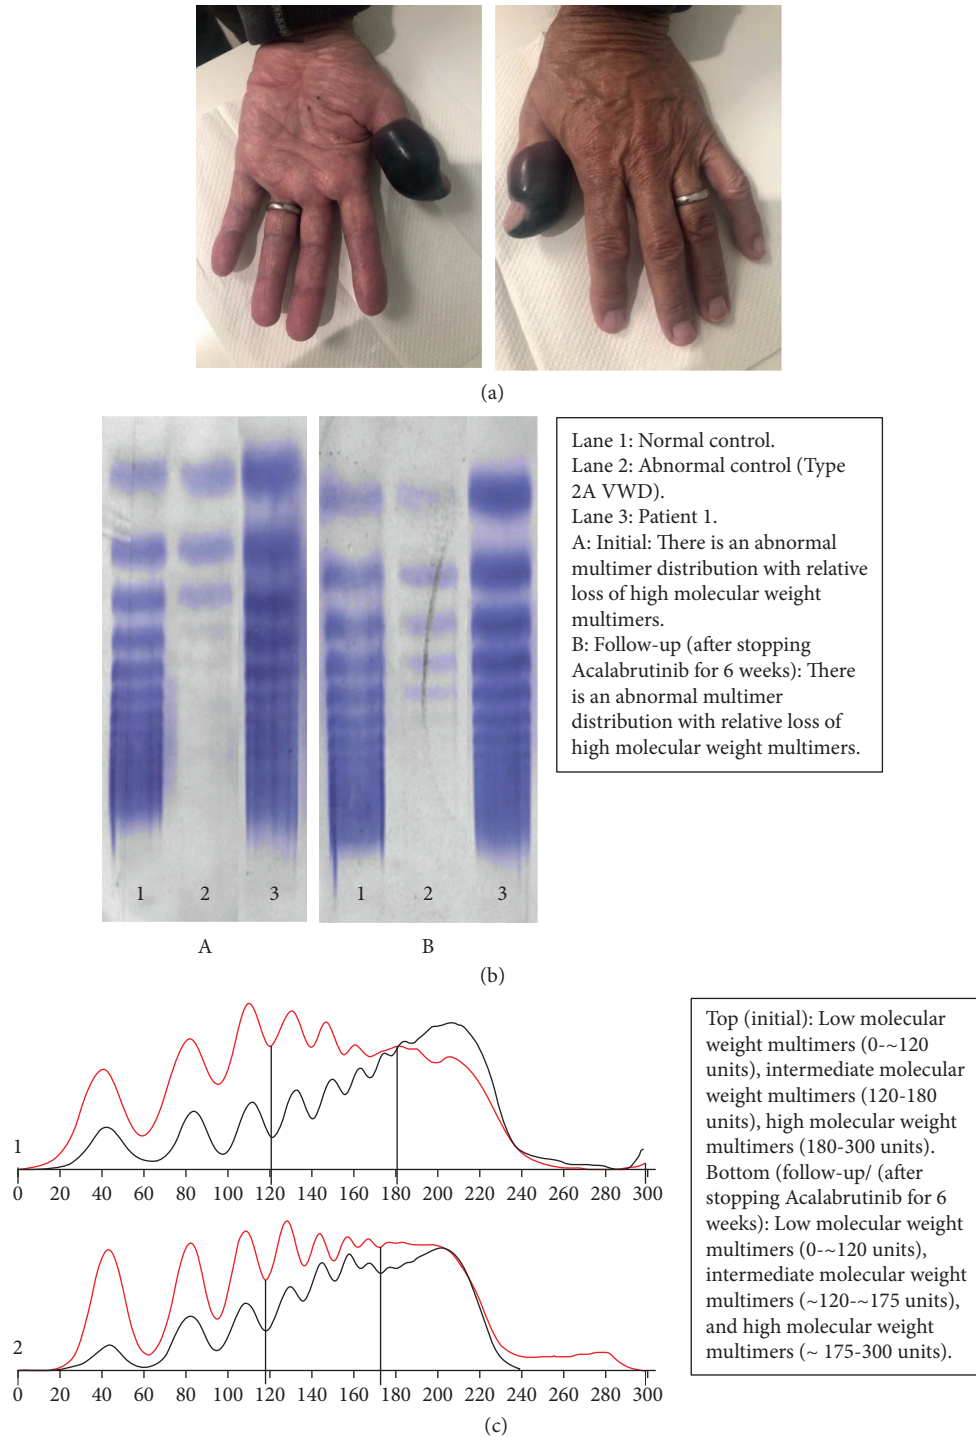 (a)
Lane 1: Normal control.
Lane 2: Abnormal control (Type
2A VWD).
Lane 3: Patient 1.
A: Initial: There is an abnormal
multimer distribution with relative
loss of high molecular weight
multimers.
B: Follow-up (after stopping
Acalabrutinib for 6 weeks): There
is an abnormal multimer
distribution with relative loss of
high molecular weight multimers.
1 2 3 1 2 3
A B
(b)
1
0 20 40 60 80 100 120 140 160 180 200 220 240 260 280 300
2
0 20 40 60 80 100 120 140 160 180 200 220 240 260 280 300
Top (initial): Low molecular
weight multimers (0-~120
units), intermediate molecular
weight multimers (120-180
units), high molecular weight
multimers (180-300 units).
Bottom (follow-up/ (after
stopping Acalabrutinib for 6
weeks): Low molecular weight
multimers (0-~120 units),
intermediate molecular weight
multimers (~120-~175 units),
and high molecular weight
multimers (~ 175-300 units).
(c)